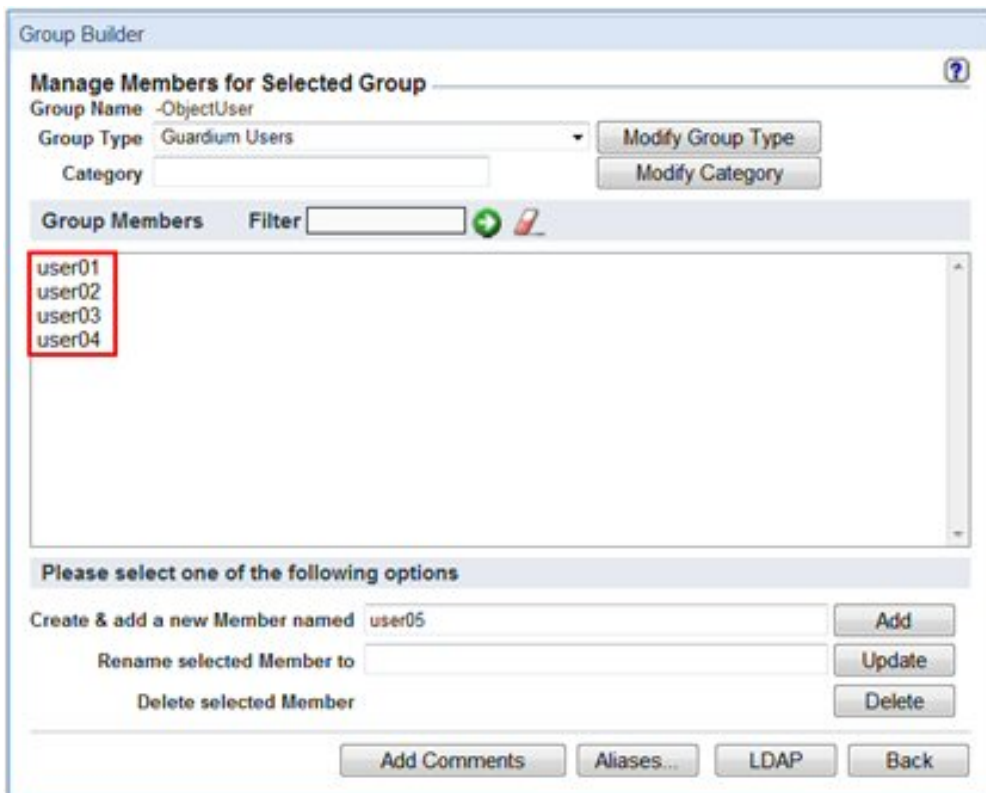 Group Builder
Manage Members for Selected Group
?
Group Name -ObjectUser
Group Type Guardium Users Modify Group Type
Category Modify Category
Group Members Filter
user01
user02
user03
user04
Please select one of the following options
Create & add a new Member named user05 Add
Rename selected Member to Update
Delete selected Member Delete
Add Comments Aliases... LDAP Back